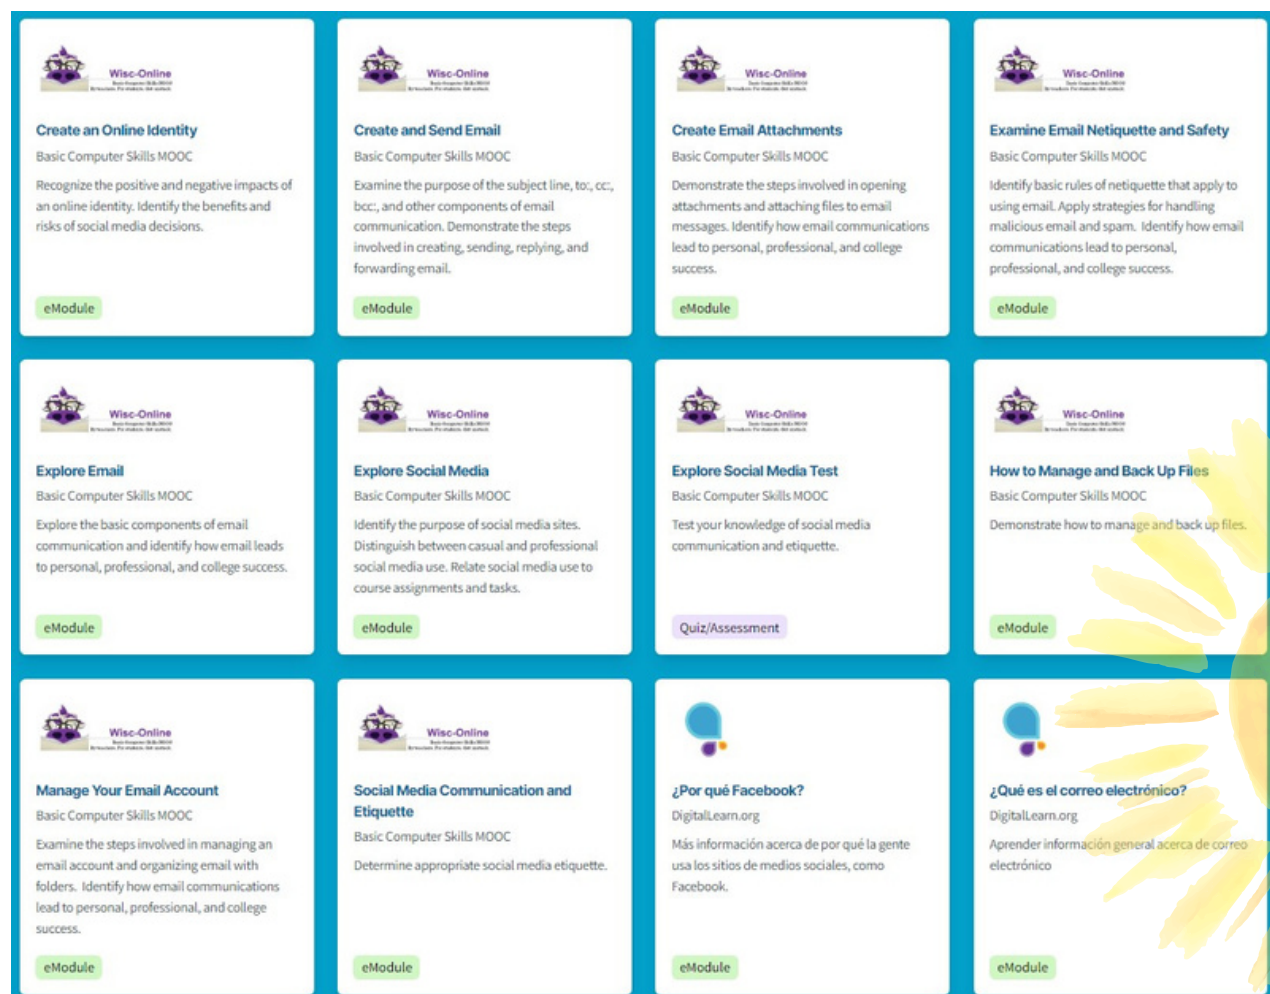 Wisc-Online
Create an Online Identity
Basic Computer Skills MOOC
Recognize the positive and negative impacts of
an online identity. Identify the benefits and
risks of social media decisions.
eModule
Wisc-Online
Create and Send Email
Basic Computer Skills MOOC
Examine the purpose of the subject line, to:, cc:,
bcc:, and other components of email
communication. Demonstrate the steps
involved in creating, sending, replying, and
forwarding email.
eModule
Wisc-Online
Create Email Attachments
Basic Computer Skills MOOC
Demonstrate the steps involved in opening
attachments and attaching files to email
messages. Identify how email communications
lead to personal, professional, and college
success.
eModule
Wisc-Online
Examine Email Netiquette and Safety
Basic Computer Skills MOOC
Identify basic rules of netiquette that apply to
using email. Apply strategies for handling
malicious email and spam. Identify how email
communications lead to personal,
professional, and college success.
eModule
Wisc-Online
Explore Email
Basic Computer Skills MOOC
Explore the basic components of email
communication and identify how email leads
to personal, professional, and college success.
eModule
Wisc-Online
Explore Social Media
Basic Computer Skills MOOC
Identify the purpose of social media sites.
Distinguish between casual and professional
social media use. Relate social media use to
course assignments and tasks.
eModule
Wisc-Online
Explore Social Media Test
Basic Computer Skills MOOC
Test your knowledge of social media
communication and etiquette.
Quiz/Assessment
Wisc-Online
How to Manage and Back Up Files
Basic Computer Skills MOOC
Demonstrate how to manage and back up files.
eModule
Wisc-Online
Manage Your Email Account
Basic Computer Skills MOOC
Examine the steps involved in managing an
email account and organizing email with
folders. Identify how email communications
lead to personal, professional, and college
success.
eModule
Wisc-Online
Social Media Communication and
Etiquette
Basic Computer Skills MOOC
Determine appropriate social media etiquette.
eModule
¿Por qué Facebook?
DigitalLearn.org
Más información acerca de por qué la gente
usa los sitios de medios sociales, como
Facebook.
eModule
¿Qué es el correo electrónico?
DigitalLearn.org
Aprender información general acerca de correo
electrónico
eModule